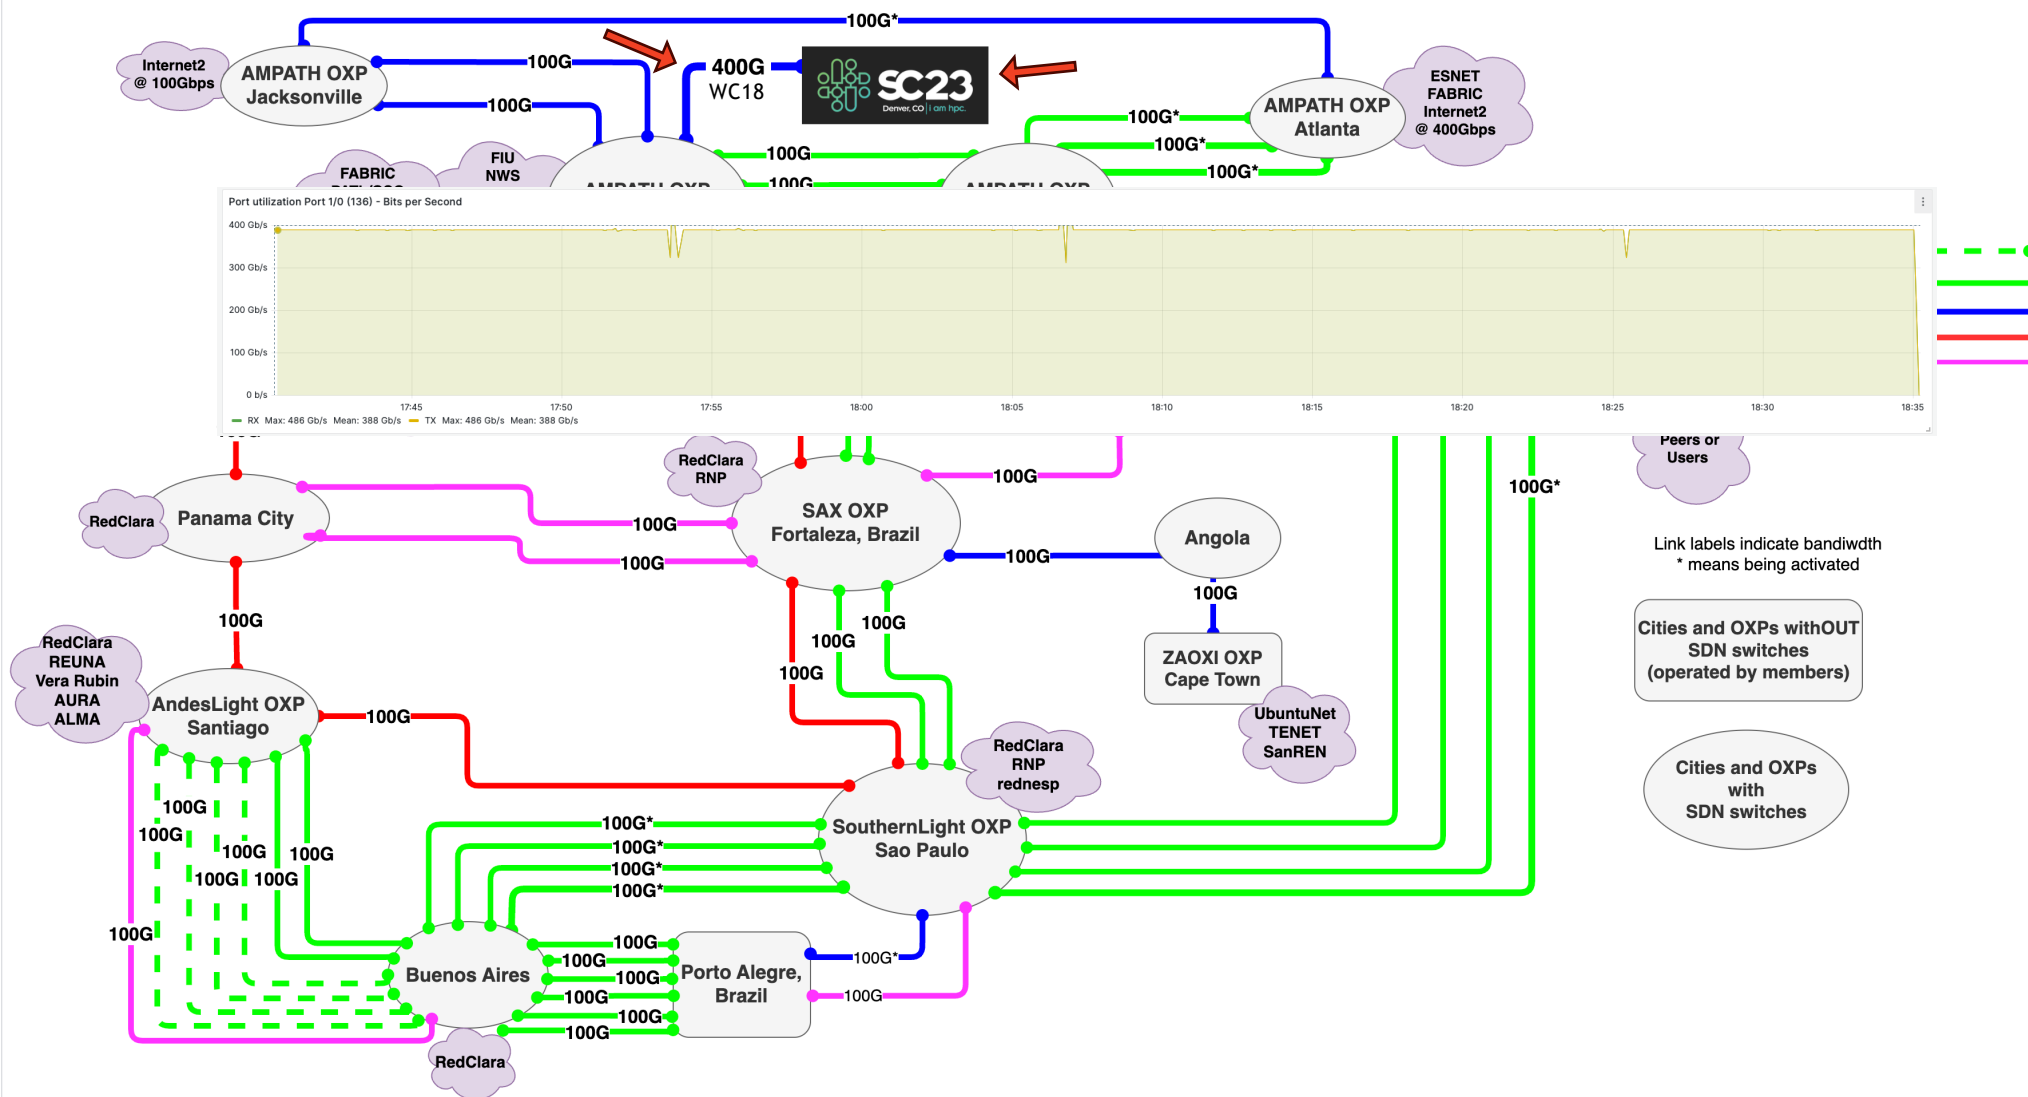 100G*
Internet2
@ 100Gbps
AMPATH OXP
Jacksonville
100G
100G
400G
WC18
SC23
Denver, CO | i am hpc.
100G*
100G*
100G*
AMPATH OXP
Atlanta
ESNET
FABRIC
Internet2
@ 400Gbps
FABRIC
FIU
NWS
AMPATH OXP
100G
100G
AMPATH OXP
Port utilization Port 1/0 (136) - Bits per Second
400 Gb/s
300 Gb/s
200 Gb/s
100 Gb/s
0 b/s
17:45
17:50
17:55
18:00
18:05
18:10
18:15
18:20
18:25
18:30
18:35
RX Max: 486 Gb/s Mean: 388 Gb/s TX Max: 486 Gb/s Mean: 388 Gb/s
RedClara
RNP
100G
100G*
Peers or
Users
RedClara
Panama City
100G
100G
SAX OXP
Fortaleza, Brazil
100G
Angola
100G
Link labels indicate bandiwdth
* means being activated
100G
100G
100G
100G
Cities and OXPs withOUT
SDN switches
(operated by members)
ZAOXI OXP
Cape Town
UbuntuNet
TENET
SanREN
RedClara
REUNA
Vera Rubin
AURA
ALMA
AndesLight OXP
Santiago
100G
RedClara
RNP
rednesp
Cities and OXPs
with
SDN switches
SouthernLight OXP
Sao Paulo
100G*
100G*
100G*
100G*
100G
100G
100G
100G
100G
100G
100G
Buenos Aires
100G
100G
100G
100G
100G
100G
Porto Alegre,
Brazil
100G*
100G
RedClara